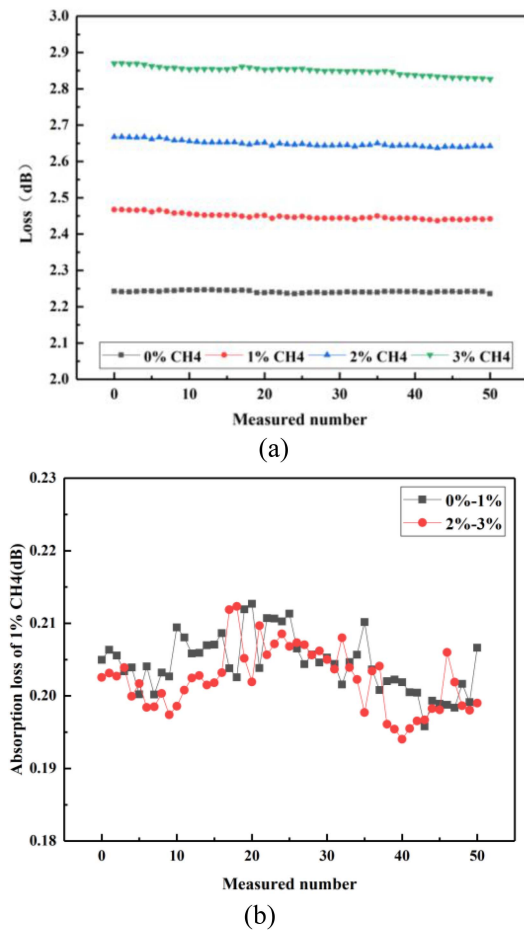 3.0
2.9
2.8
2.7
2.6
2.5
2.4
2.3
2.2
2.1
2.0
Loss（dB）
0% CH4 1% CH4 2% CH4 3% CH4
0 10 20 30 40 50
Measured number
(a)
0.23
0.22
0.21
0.20
0.19
0.18
Absorption loss of 1% CH4(dB)
0%-1%
2%-3%
0 10 20 30 40 50
Measured number
(b)